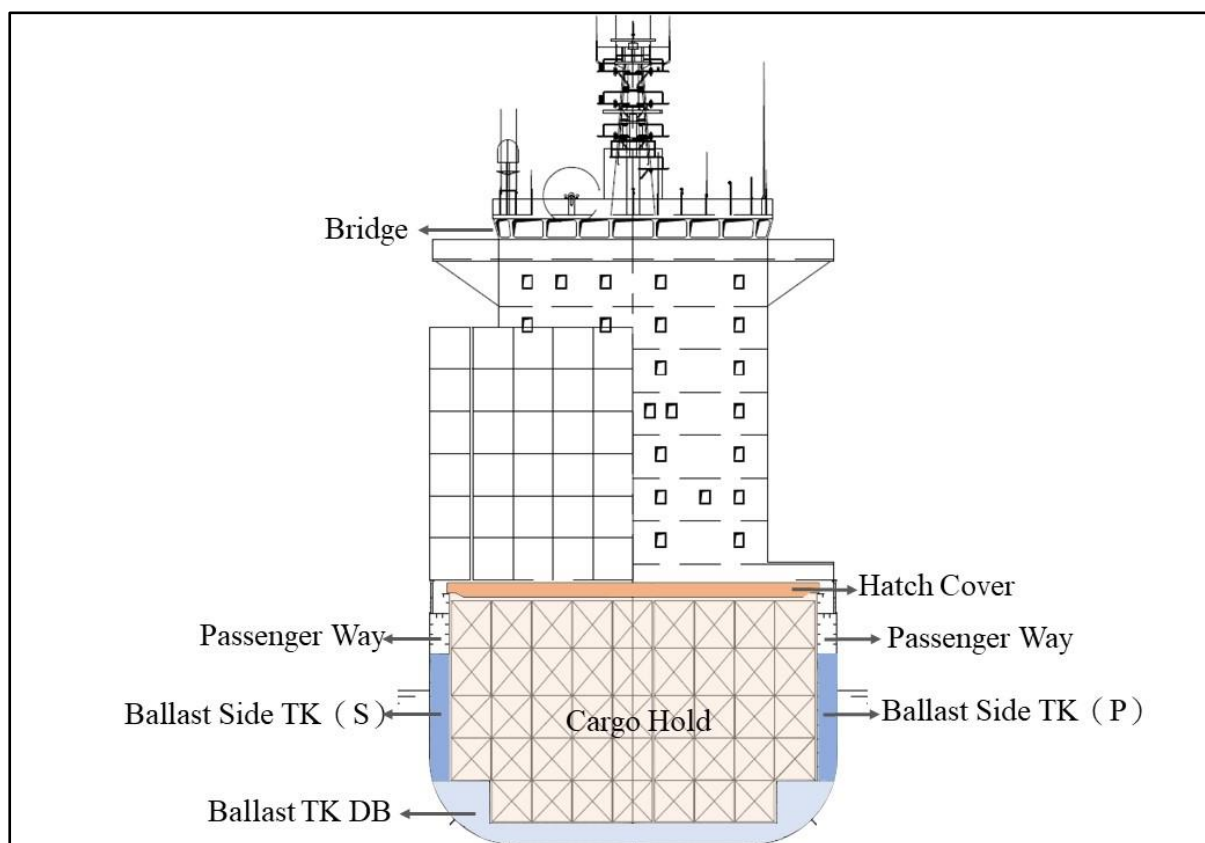 Bridge
Hatch Cover
Passenger Way
Passenger Way
Ballast Side TK（S）
Cargo Hold
Ballast Side TK（P）
Ballast TK DB